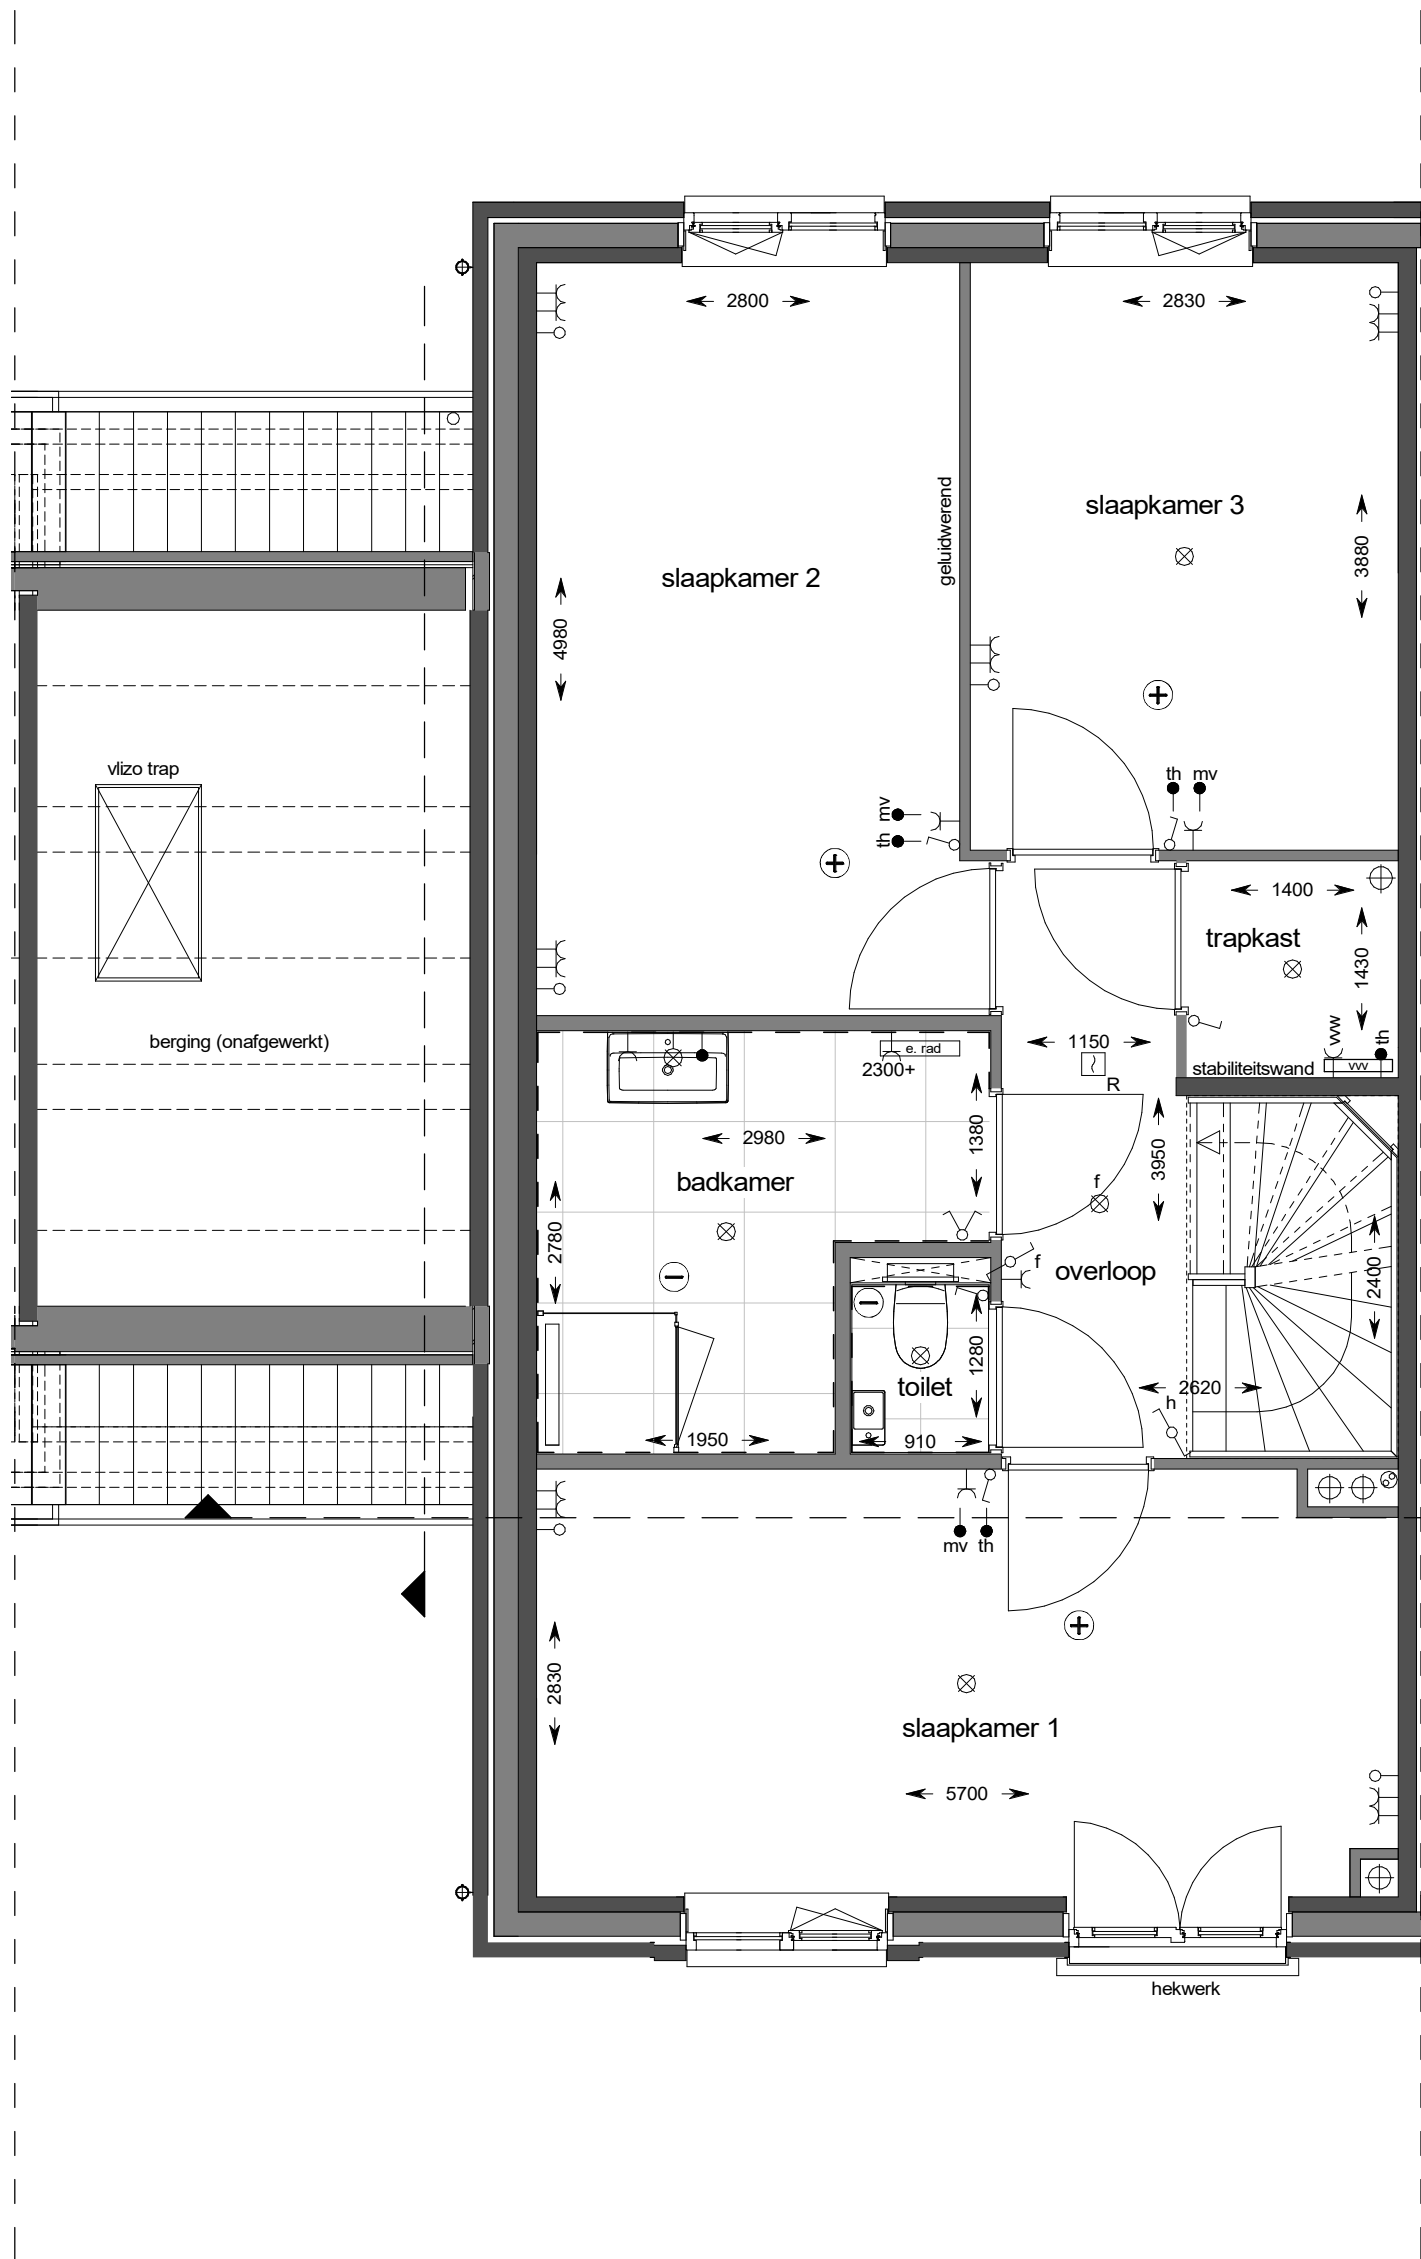 2800
2830
geluidwerend
slaapkamer 3
3880
slaapkamer 2
4980
vlizo trap
th mv
mv
th
1400
trapkast
1430
berging (onafgewerkt)
e. rad
2300+
1150
R
vvw
th
vvv
stabiliteitswand
1380
2980
3950
badkamer
f
2780
f
overloop
2400
1280
toilet
2620
h
1950
910
mv th
2830
slaapkamer 1
5700
hekwerk